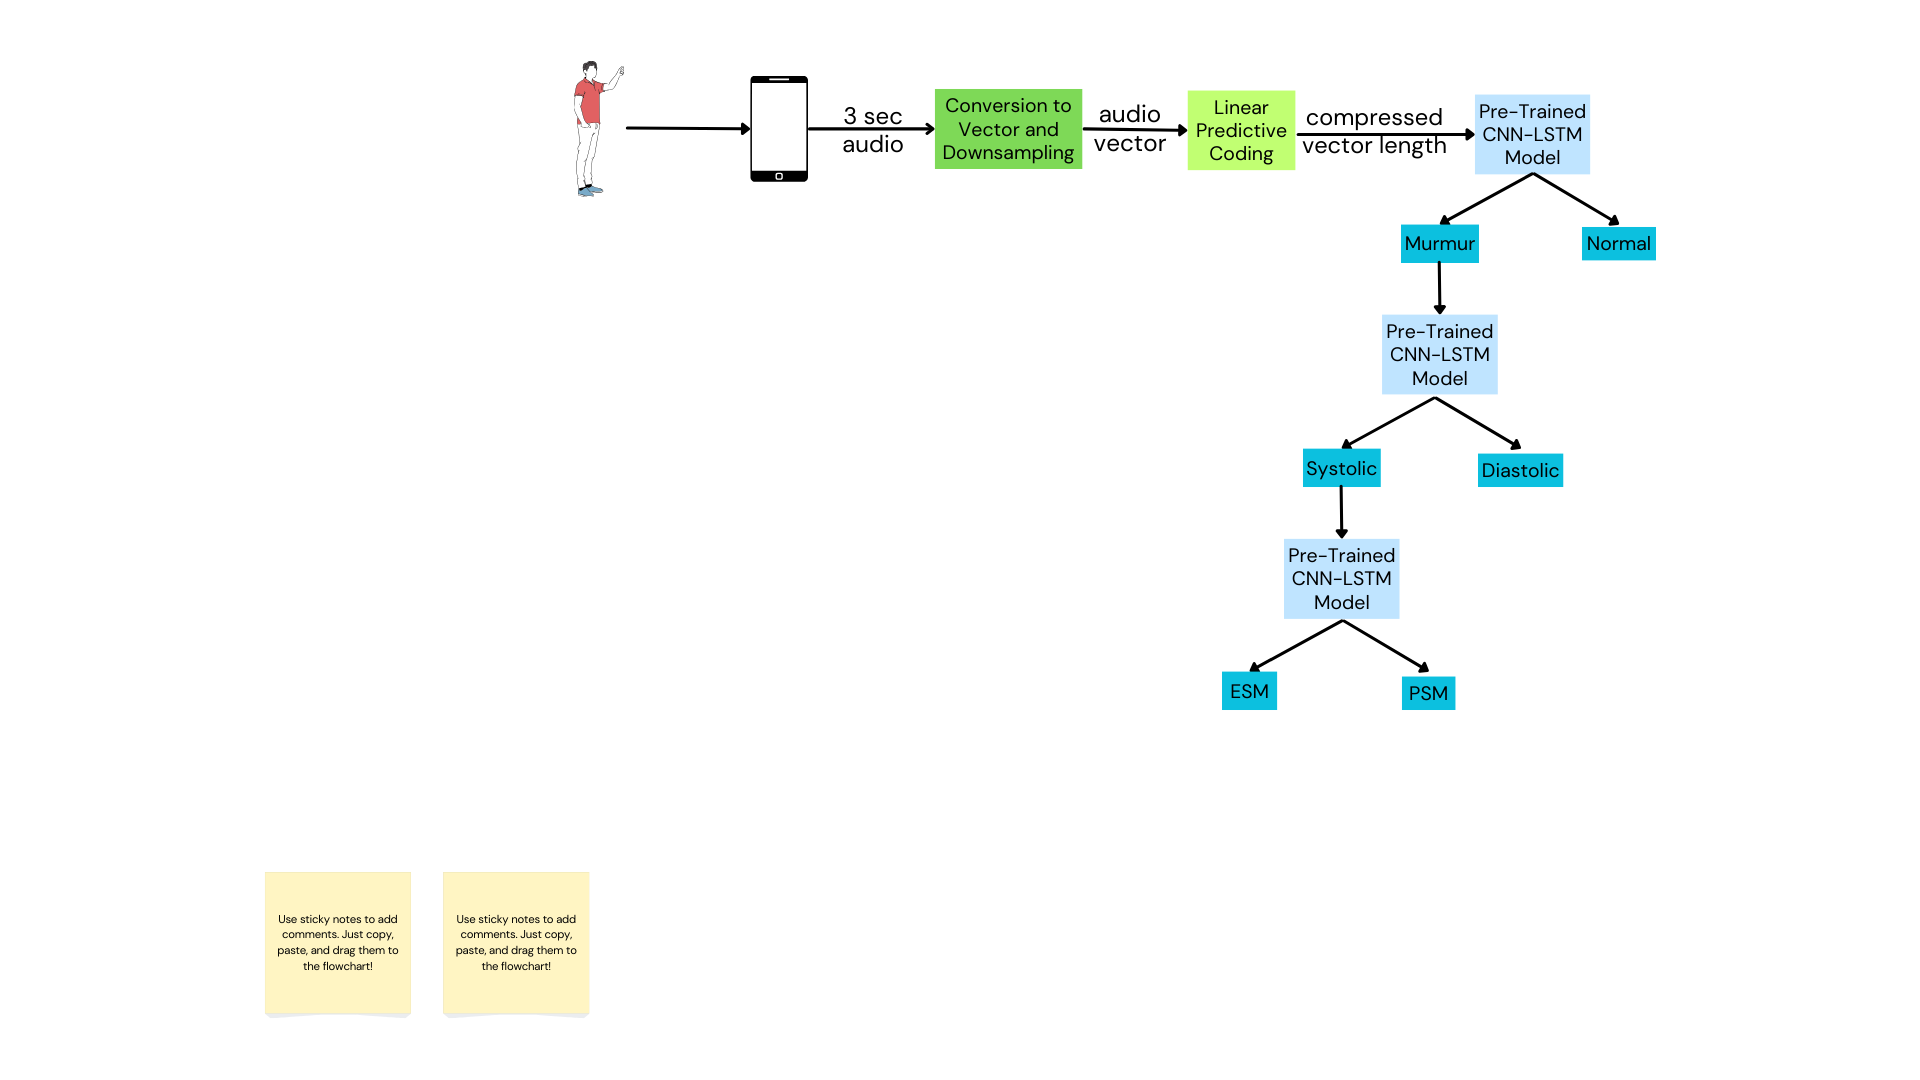 3 sec
audio
Conversion to
Vector and
Downsampling
audio
vector
Linear
Predictive
Coding
compressed
vector length
Pre-Trained
CNN-LSTM
Model
Murmur
Normal
Pre-Trained
CNN-LSTM
Model
Systolic
Diastolic
Pre-Trained
CNN-LSTM
Model
ESM
PSM
Use sticky notes to add
comments. Just copy,
paste, and drag them to
the flowchart!
Use sticky notes to add
comments. Just copy,
paste, and drag them to
the flowchart!